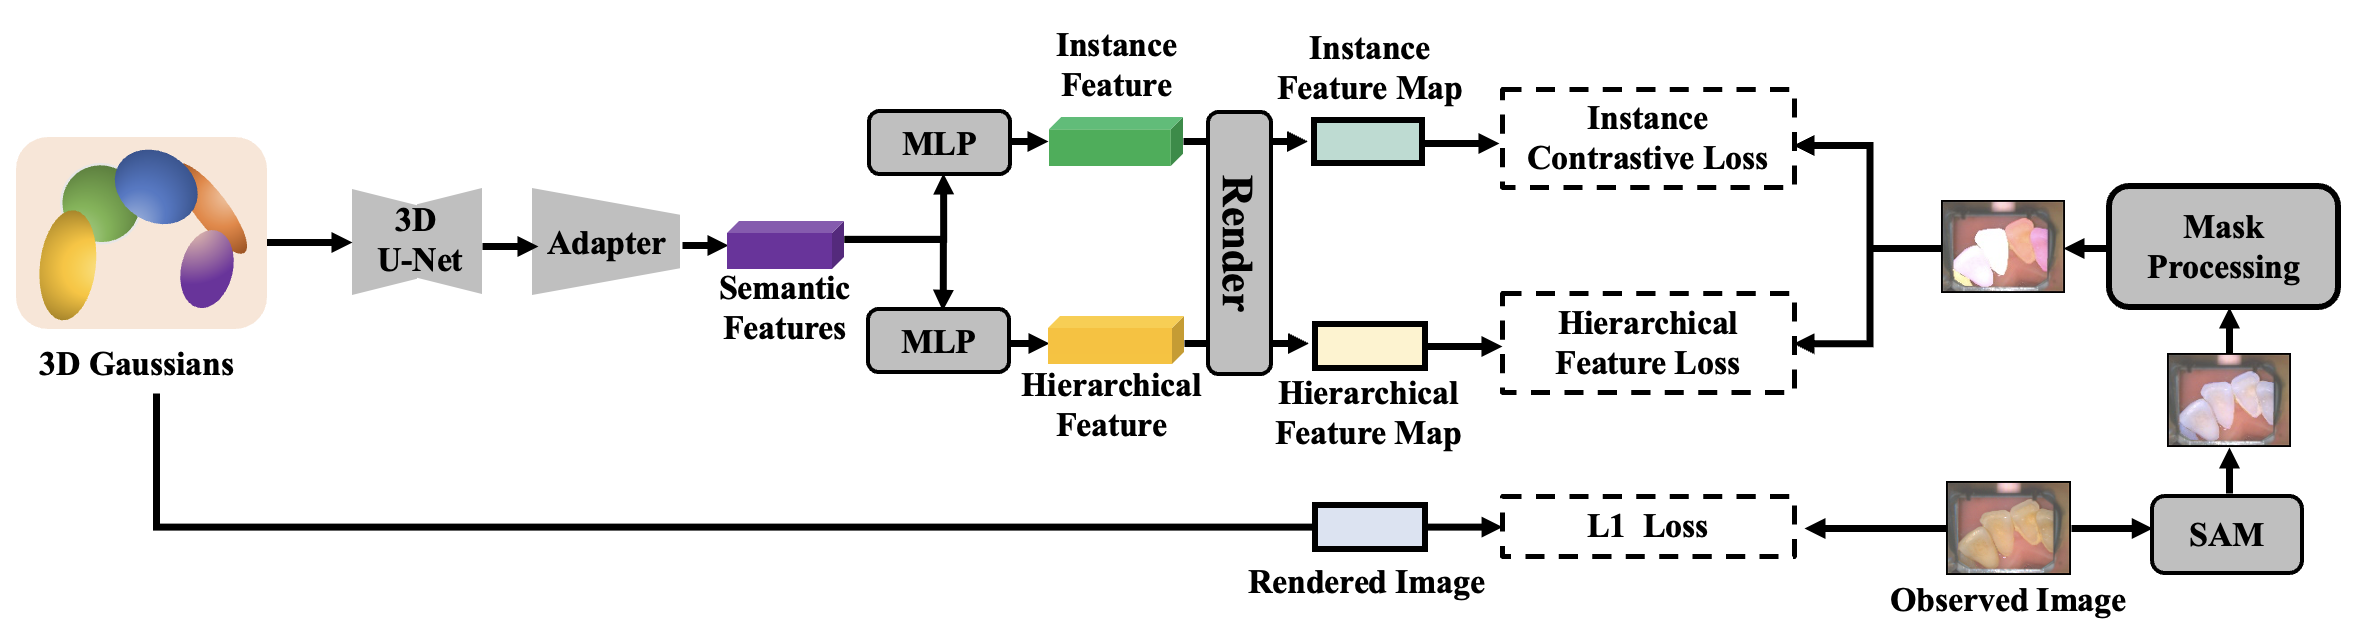 3D Gaussians
3D
U-Net
Adapter
Semantic
Features
MLP
MLP
Instance
Feature
Hierarchical
Feature
Render
Instance
Feature Map
Hierarchical
Feature Map
Instance
Contrastive Loss
Hierarchical
Feature Loss
Rendered Image
L1 Loss
Mask
Processing
SAM
Observed Image